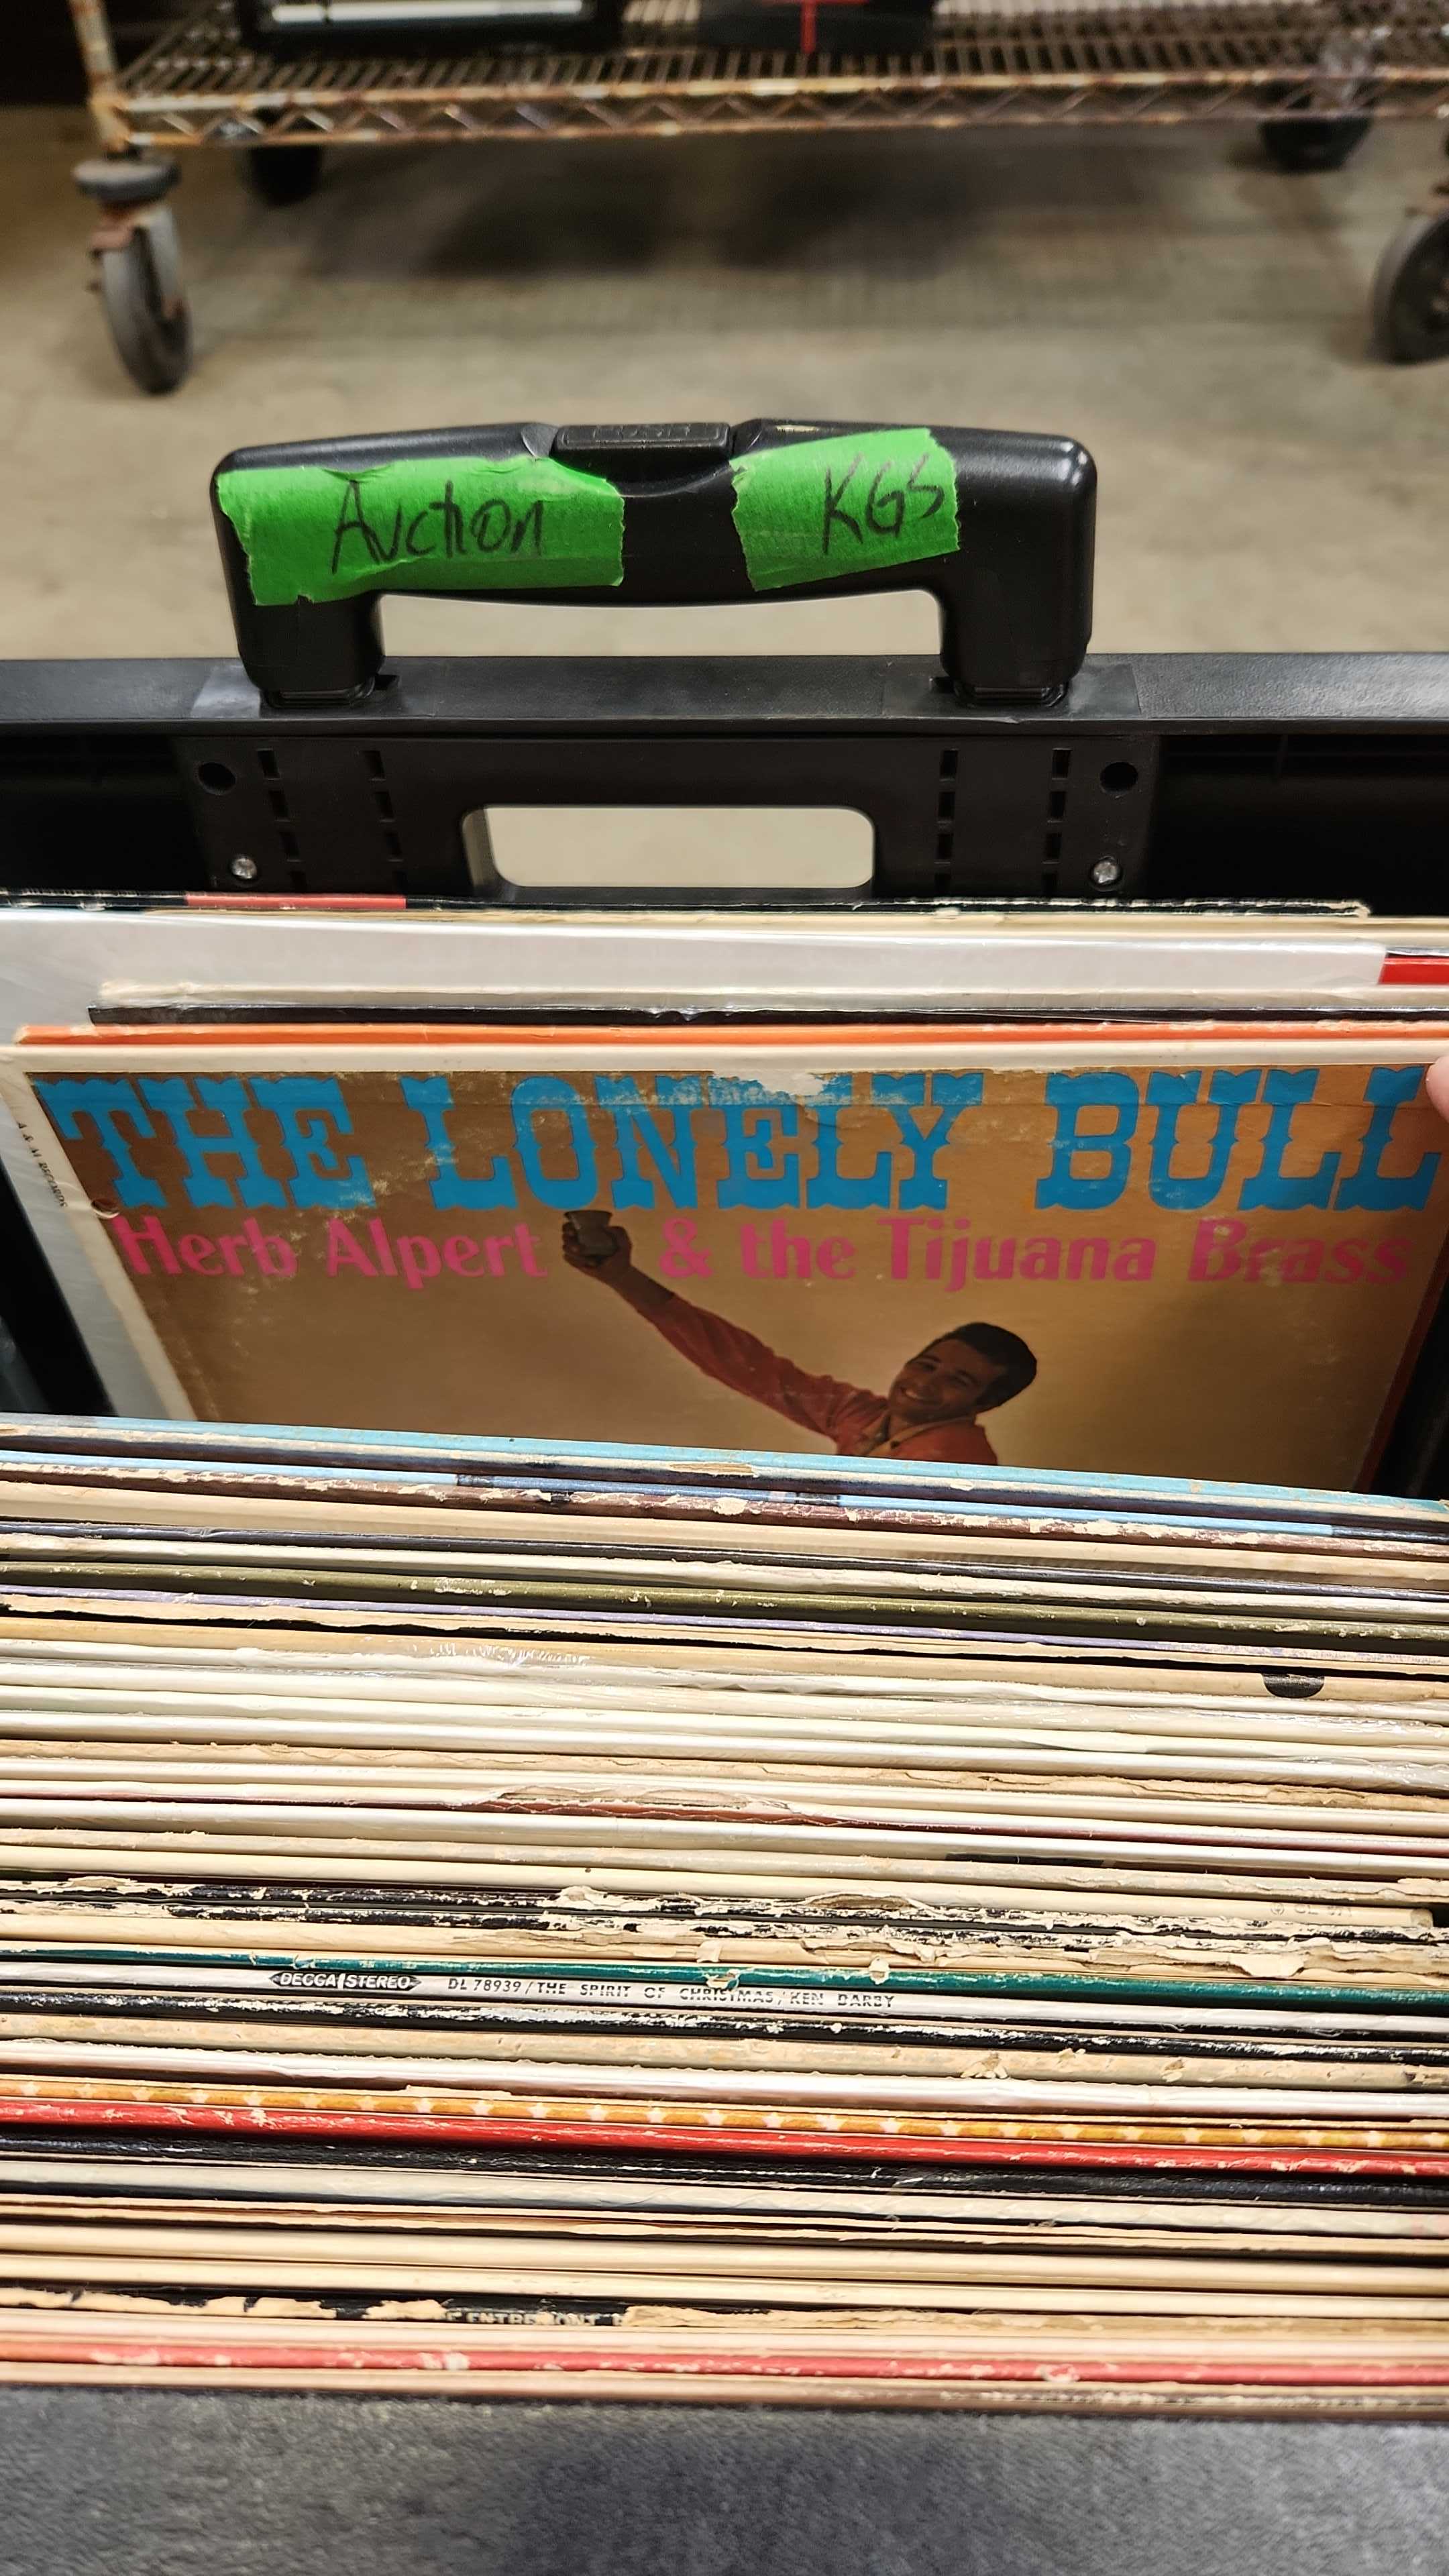 Auction
KGS
THE LONELY BULL
A & M RECORDS
Herb Alpert & the Tijuana Brass
DECCA STEREO DL 78939/THE SPIRIT OF CHRISTMAS/KEN DARBY